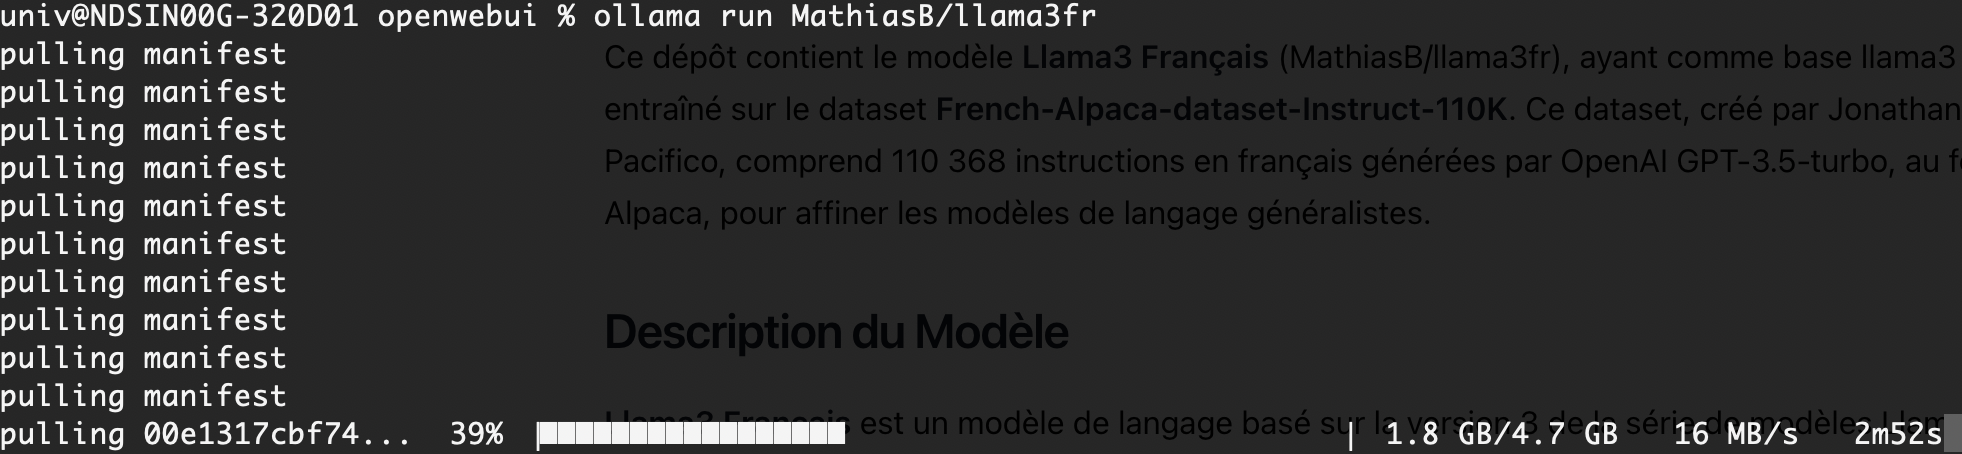 univ@NDSIN00G-320D01 openwebui % ollama run MathiasB/llama3fr
pulling manifest
pulling manifest
pulling manifest
pulling manifest
pulling manifest
pulling manifest
pulling manifest
pulling manifest
pulling manifest
pulling manifest
pulling 00e1317cbf74... 39% 1.8 GB/4.7 GB 16 MB/s 2m52s
Ce dépôt contient le modèle Llama3 Français (MathiasB/llama3fr), ayant comme base llama3
entraîné sur le dataset French-Alpaca-dataset-Instruct-110K. Ce dataset, créé par Jonathan
Pacifico, comprend 110 368 instructions en français générées par OpenAI GPT-3.5-turbo, au
Alpaca, pour affiner les modèles de langage généralistes.
Description du Modèle
Llama3 Français est un modèle de langage basé sur la version 3 de la série de modèles